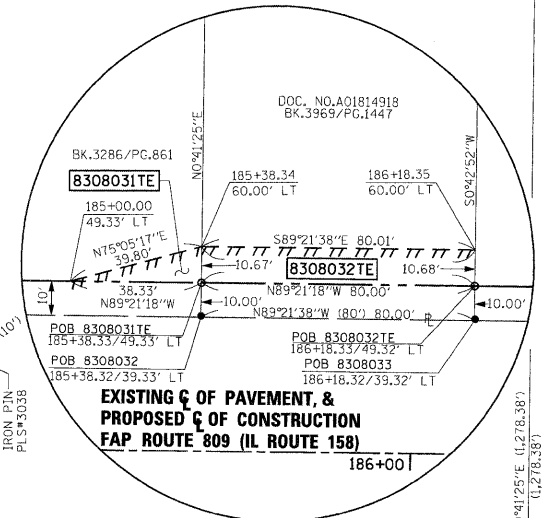 DOC. NO.A01814918
BK.3969/PG.1447
N0°41'25"E
S0°42'52"W
BK.3286/PG.861
8308031TE
185+00.00
49.33' LT
185+38.34
60.00' LT
186+18.35
60.00' LT
N75°05'17"E
39.80'
S89°21'38"E 80.01'
10.67'
8308032TE
10.68'
38.33'
N89°21'18"W
N89°21'18"W 80.00'
10'
10.00'
10.00'
N89°21'38"W (80') 80.00' PL
(10')
POB 8308031TE
185+38.33/49.33' LT
POB 8308032
185+38.32/39.33' LT
POB 8308032TE
186+18.33/49.32' LT
POB 8308033
186+18.32/39.32' LT
IRON PIN
PLS#3038
EXISTING CL OF PAVEMENT, &
PROPOSED CL OF CONSTRUCTION
FAP ROUTE 809 (IL ROUTE 158)
186+00
°41'25"E (1,278.38')
(1,278.38')